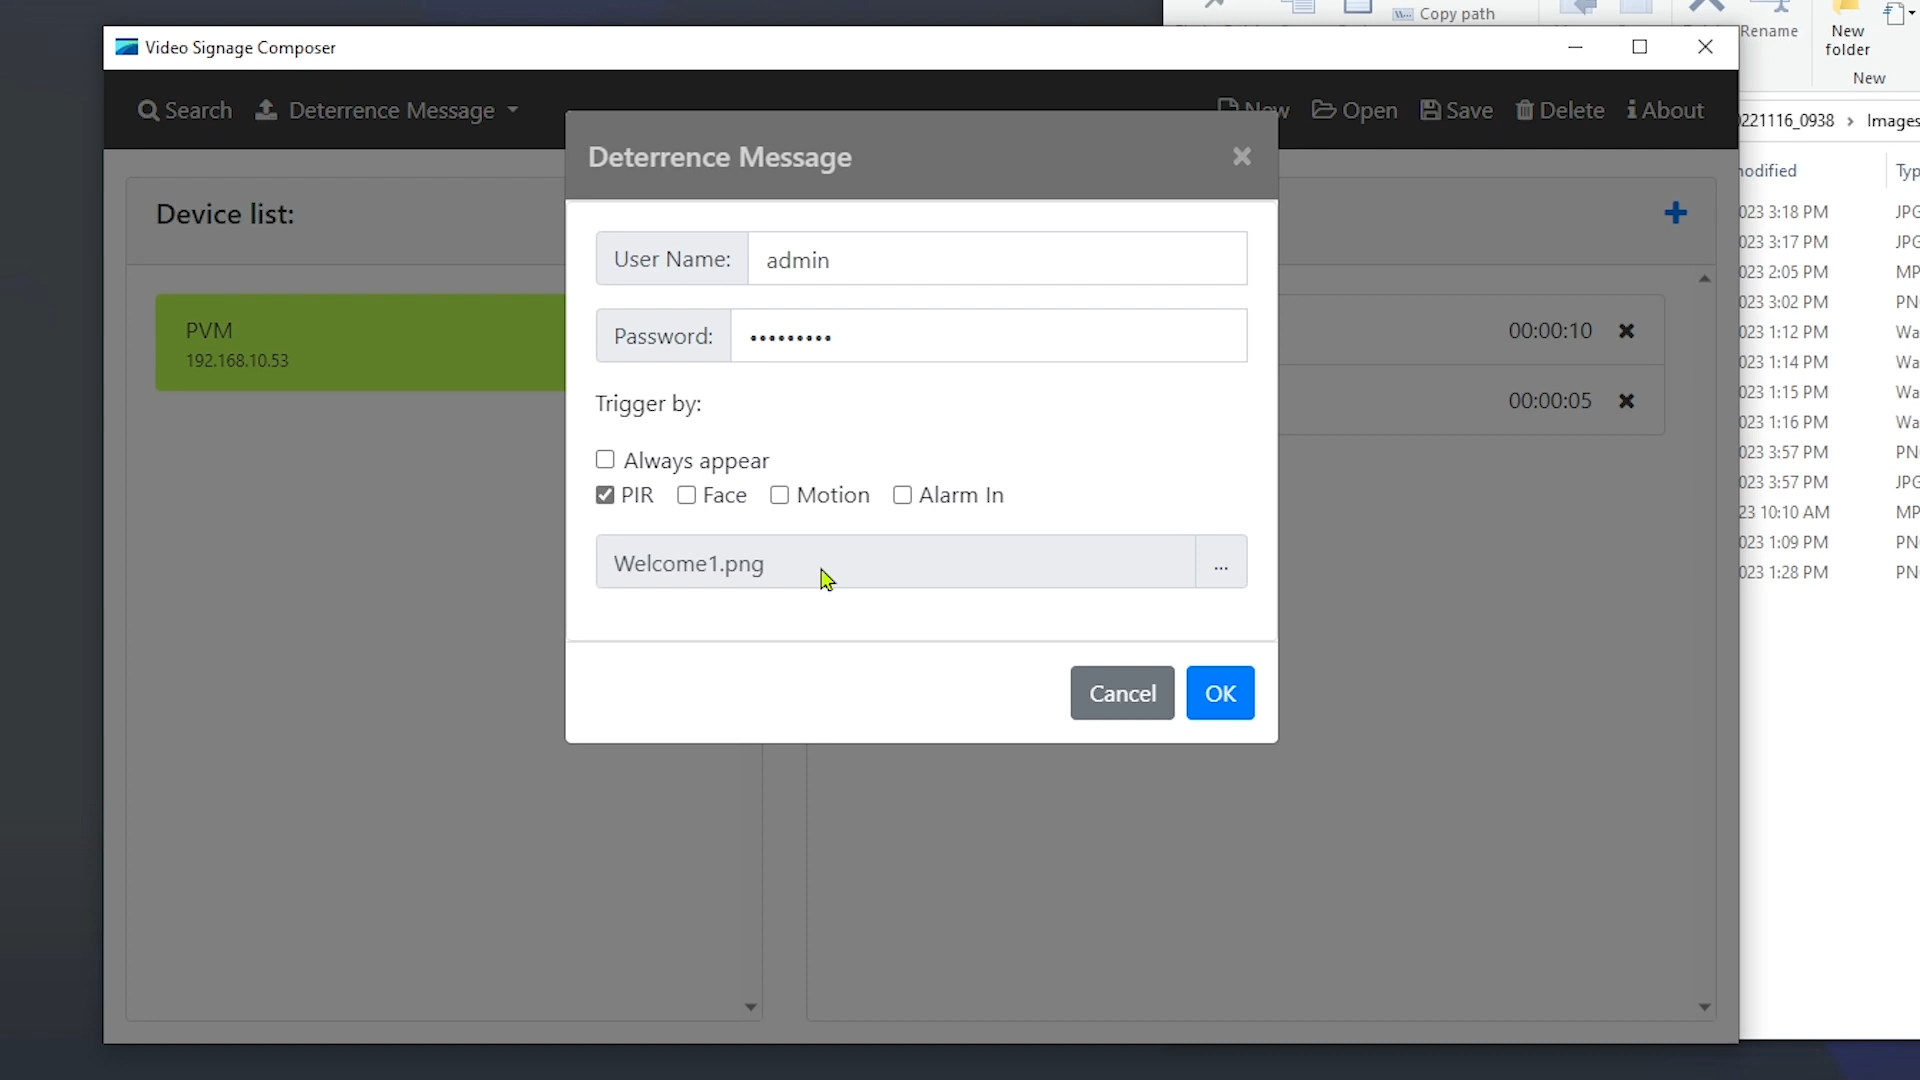 Copy path
Rename
New
folder
New
Video Signage Composer
Search
Deterrence Message
New
Open
Save
Delete
About
221116_0938 › Images
Device list:
PVM
192.168.10.53
Deterrence Message
User Name: admin
Password: •••••••••
Trigger by:
Always appear
PIR
Face
Motion
Alarm In
Welcome1.png
...
Cancel
OK
00:00:10
00:00:05
023 3:18 PM JPG
023 3:17 PM JPG
023 2:05 PM MP
023 3:02 PM PN
023 1:12 PM Wa
023 1:14 PM Wa
023 1:15 PM Wa
023 1:16 PM Wa
023 3:57 PM PN
023 3:57 PM JPG
23 10:10 AM MP
023 1:09 PM PN
023 1:28 PM PN